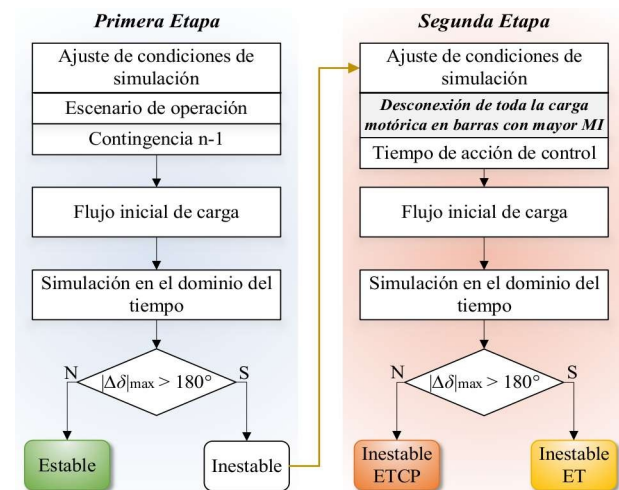 Primera Etapa
Ajuste de condiciones de
simulación
Escenario de operación
Contingencia n-1
Flujo inicial de carga
Simulación en el dominio del
tiempo
N
|Δδ|max > 180°
S
Estable
Inestable
Segunda Etapa
Ajuste de condiciones de
simulación
Desconexión de toda la carga
motórica en barras con mayor MI
Tiempo de acción de control
Flujo inicial de carga
Simulación en el dominio del
tiempo
N
|Δδ|max > 180°
S
Inestable
ETCP
Inestable
ET